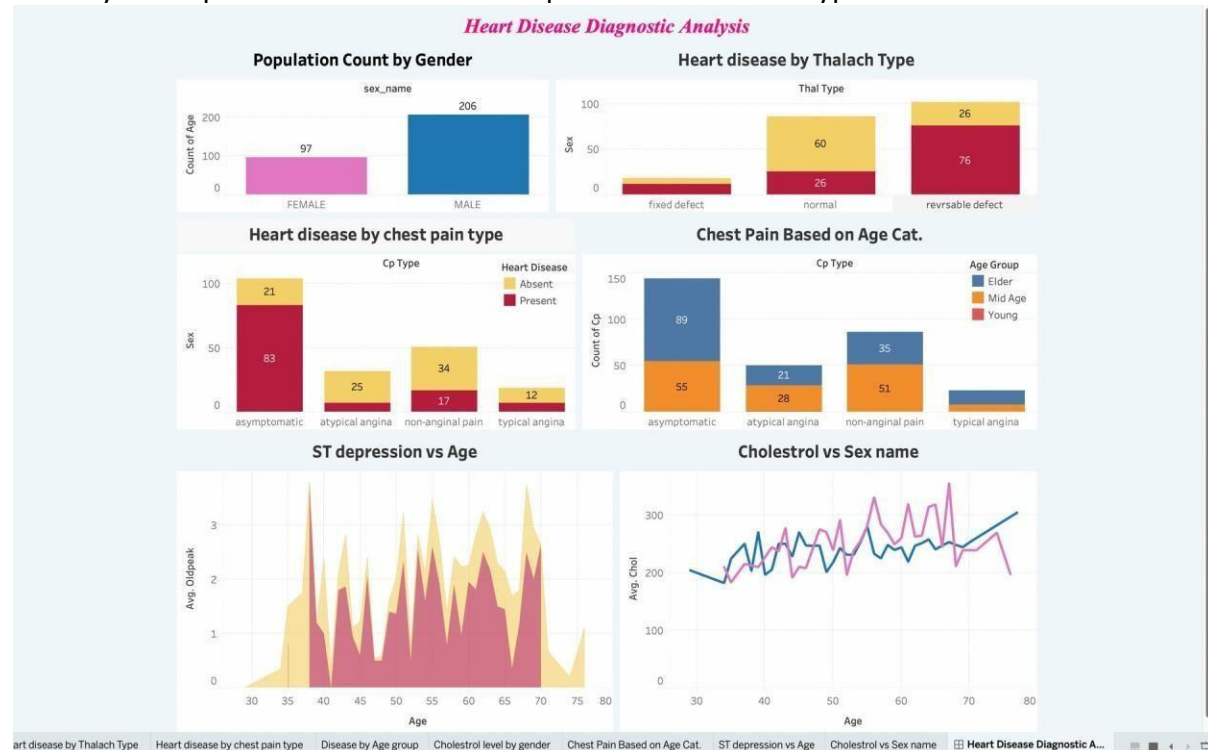 Heart Disease Diagnostic Analysis
Population Count by Gender
sex_name
Count of Age
200
100
0
97
206
FEMALE
MALE
Heart disease by Thalach Type
Thal Type
Sex
100
50
0
60
26
26
76
fixed defect
normal
revrsable defect
Heart disease by chest pain type
Cp Type
Heart Disease
Absent
Present
Sex
100
50
0
21
83
25
34
17
12
asymptomatic
atypical angina
non-anginal pain
typical angina
Chest Pain Based on Age Cat.
Cp Type
Age Group
Elder
Mid Age
Young
Count of Cp
150
100
50
0
89
55
21
28
35
51
asymptomatic
atypical angina
non-anginal pain
typical angina
ST depression vs Age
Avg. Oldpeak
3
2
1
0
30 35 40 45 50 55 60 65 70 75 80
Age
Cholestrol vs Sex name
Avg. Chol
300
200
100
0
30 40 50 60 70 80
Age
art disease by Thalach Type Heart disease by chest pain type Disease by Age group Cholestrol level by gender Chest Pain Based on Age Cat. ST depression vs Age Cholestrol vs Sex name Heart Disease Diagnostic A...